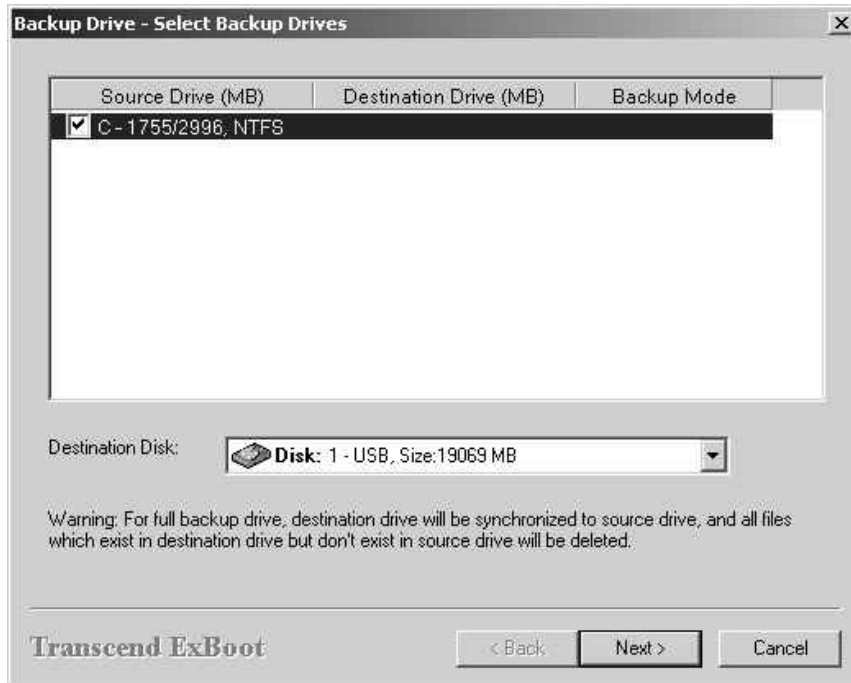 Backup Drive - Select Backup Drives
Source Drive (MB) Destination Drive (MB) Backup Mode
C - 1755/2996, NTFS
Destination Disk: Disk: 1 - USB, Size:19069 MB
Warning: For full backup drive, destination drive will be synchronized to source drive, and all files
which exist in destination drive but don't exist in source drive will be deleted.
Transcend ExBoot < Back Next > Cancel